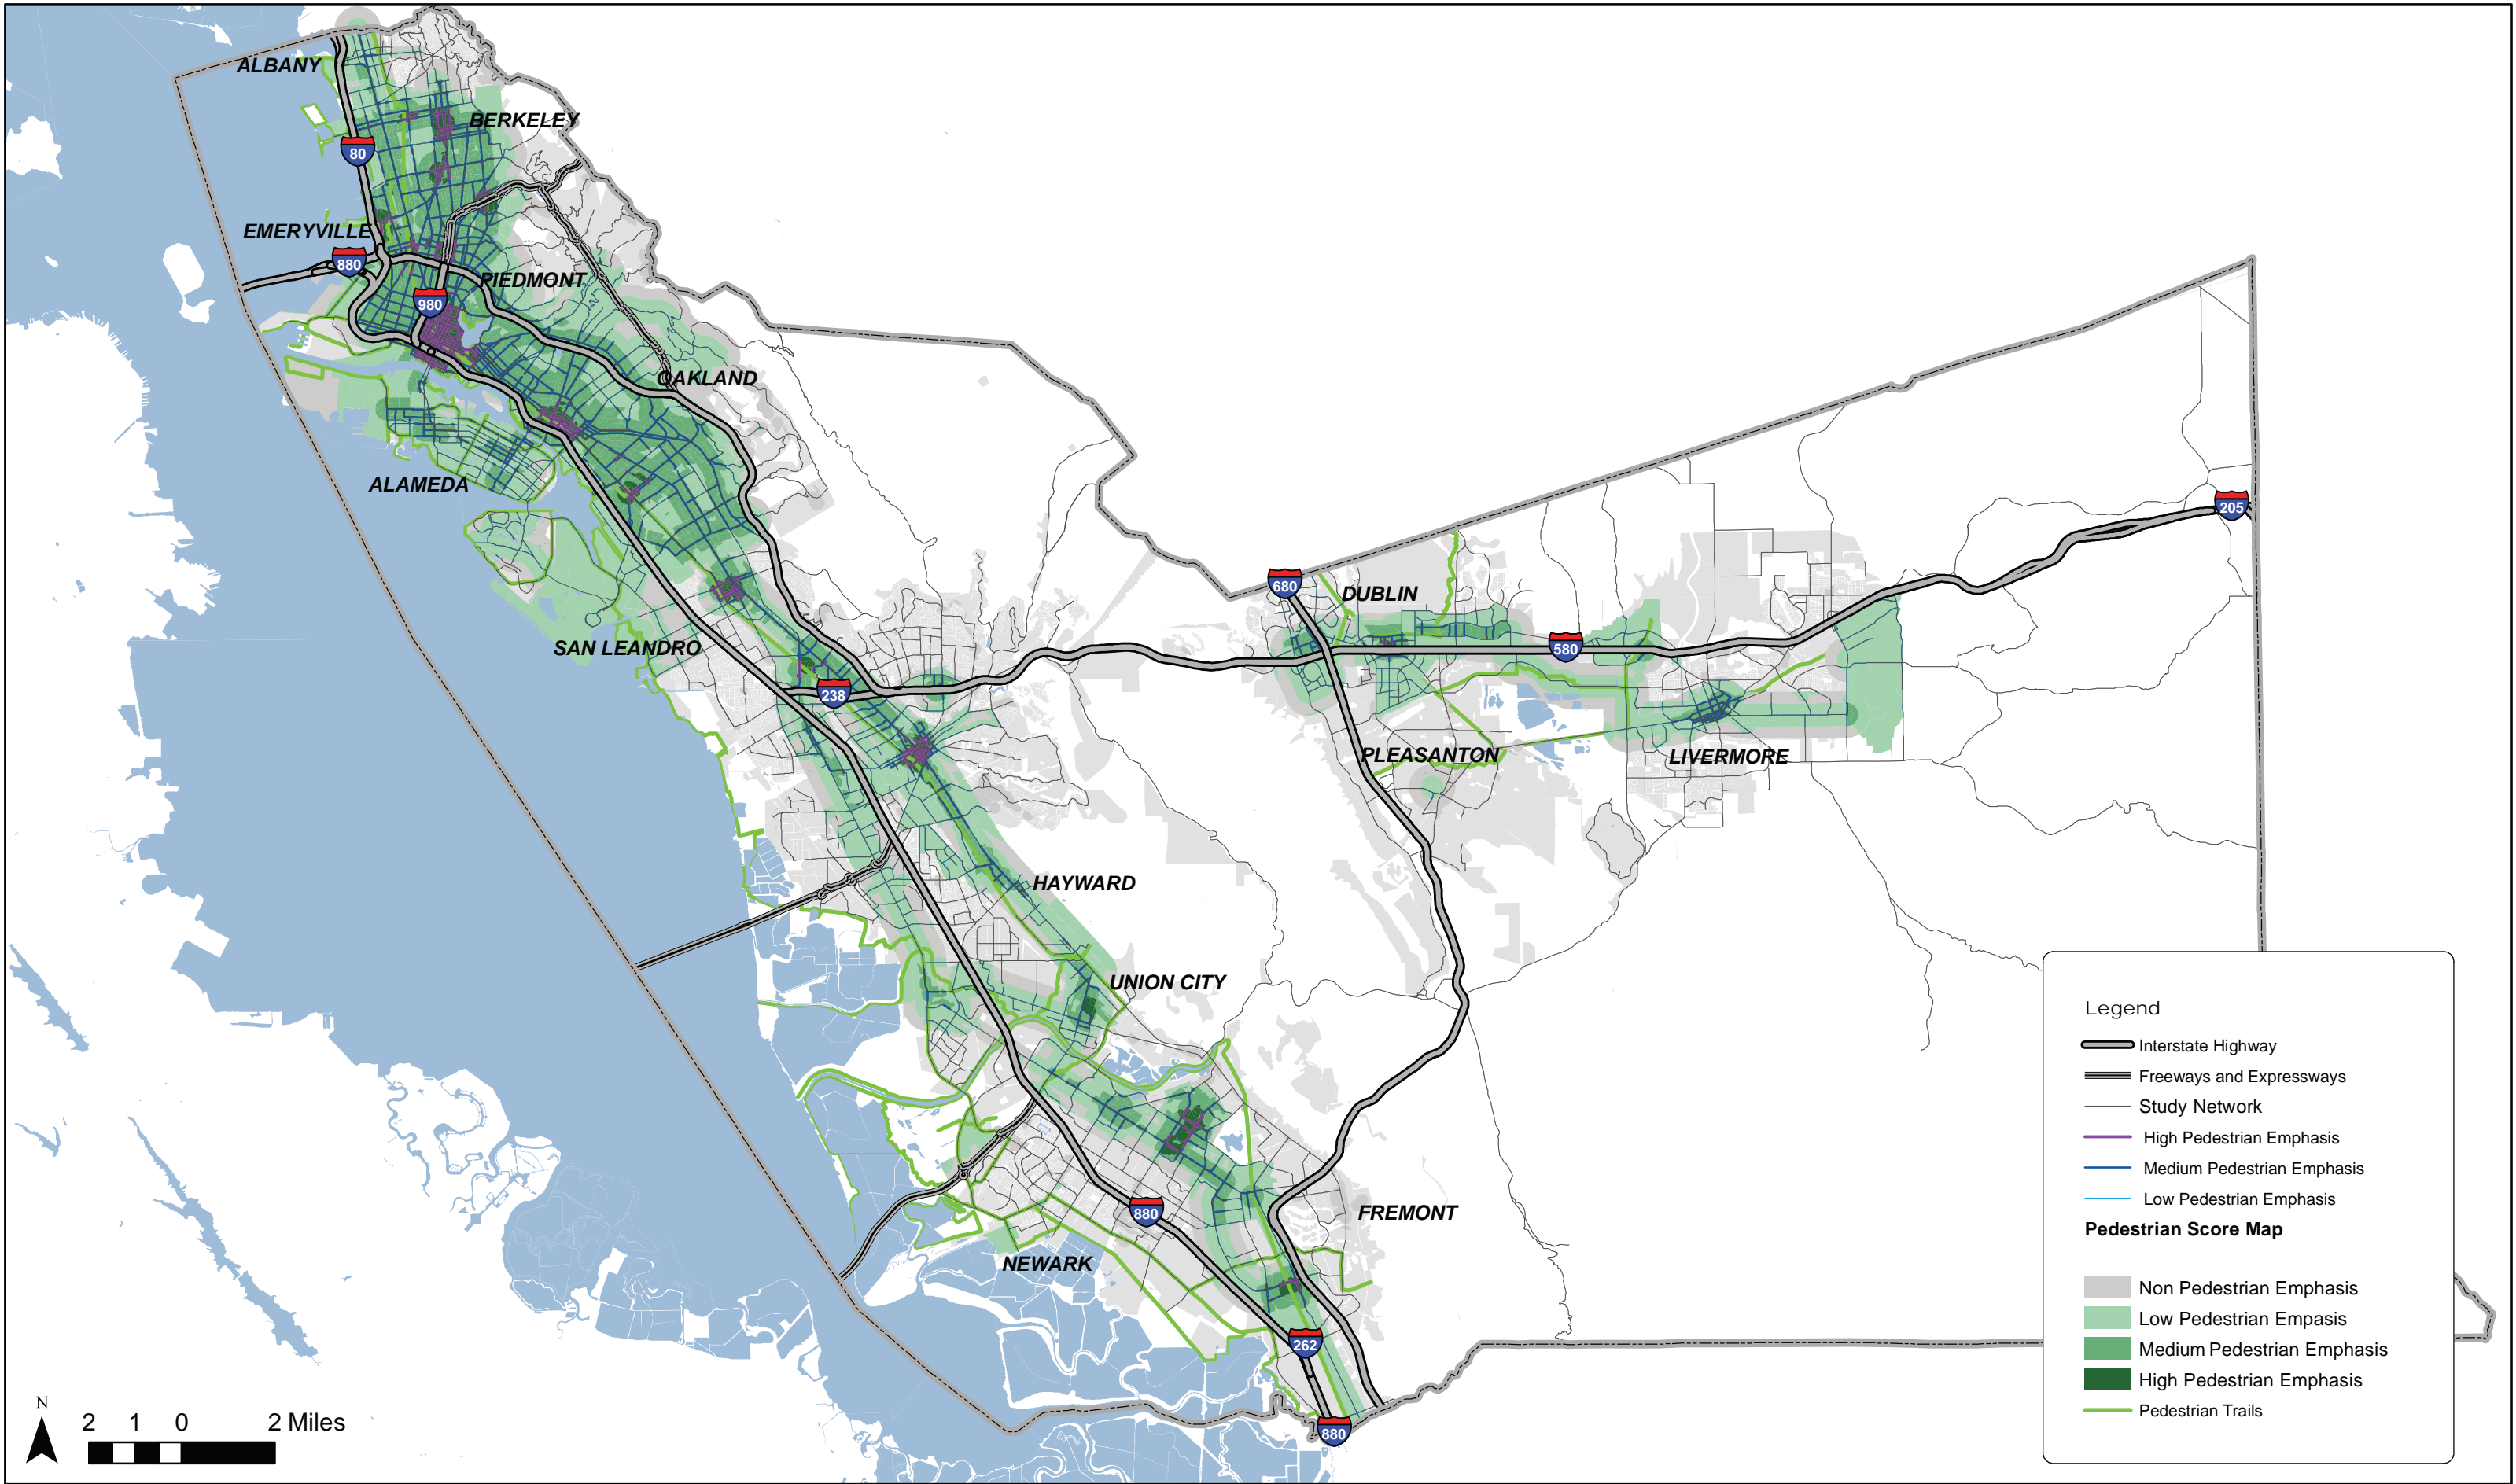 ALBANY
BERKELEY
80
EMERYVILLE
880
PIEDMONT
980
OAKLAND
ALAMEDA
205
680
DUBLIN
SAN LEANDRO
580
238
PLEASANTON
LIVERMORE
HAYWARD
UNION CITY
880
FREMONT
NEWARK
262
880
Legend
Interstate Highway
Freeways and Expressways
Study Network
High Pedestrian Emphasis
Medium Pedestrian Emphasis
Low Pedestrian Emphasis
Pedestrian Score Map
Non Pedestrian Emphasis
Low Pedestrian Empasis
Medium Pedestrian Emphasis
High Pedestrian Emphasis
Pedestrian Trails
N
2 1 0 2 Miles